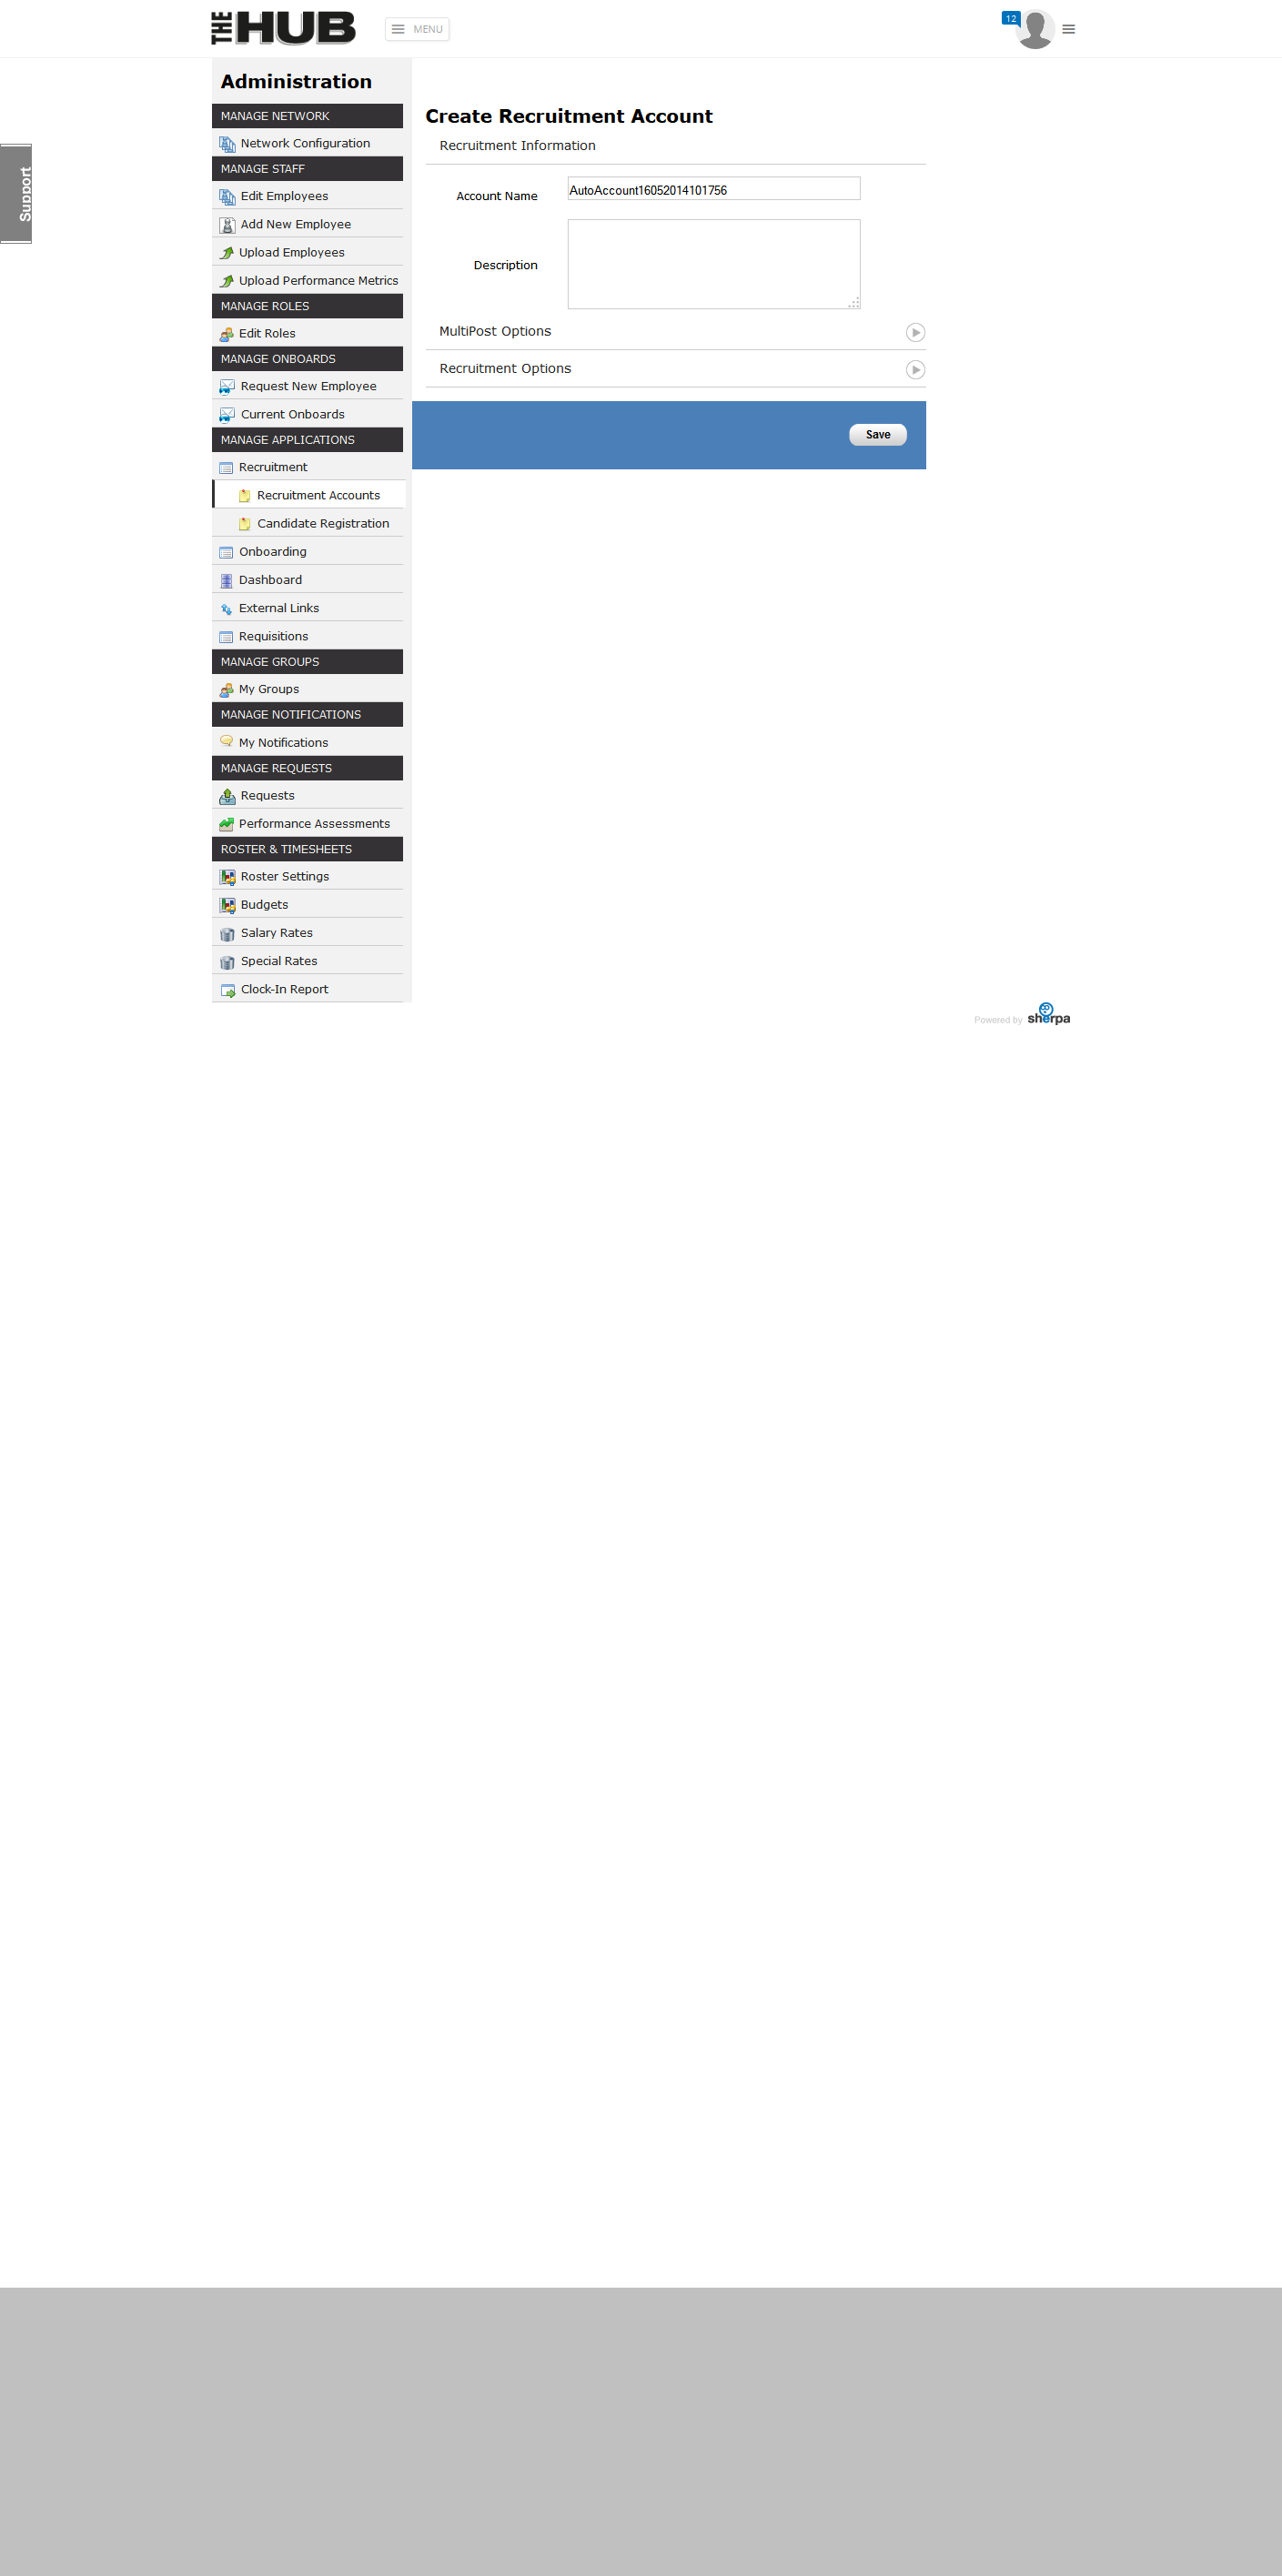 THE HUB
MENU
12
Support
Administration
MANAGE NETWORK
Network Configuration
MANAGE STAFF
Edit Employees
Add New Employee
Upload Employees
Upload Performance Metrics
MANAGE ROLES
Edit Roles
MANAGE ONBOARDS
Request New Employee
Current Onboards
MANAGE APPLICATIONS
Recruitment
Recruitment Accounts
Candidate Registration
Onboarding
Dashboard
External Links
Requisitions
MANAGE GROUPS
My Groups
MANAGE NOTIFICATIONS
My Notifications
MANAGE REQUESTS
Requests
Performance Assessments
ROSTER & TIMESHEETS
Roster Settings
Budgets
Salary Rates
Special Rates
Clock-In Report
Create Recruitment Account
Recruitment Information
Account Name
AutoAccount16052014101756
Description
MultiPost Options
Recruitment Options
Save
Powered by sherpa